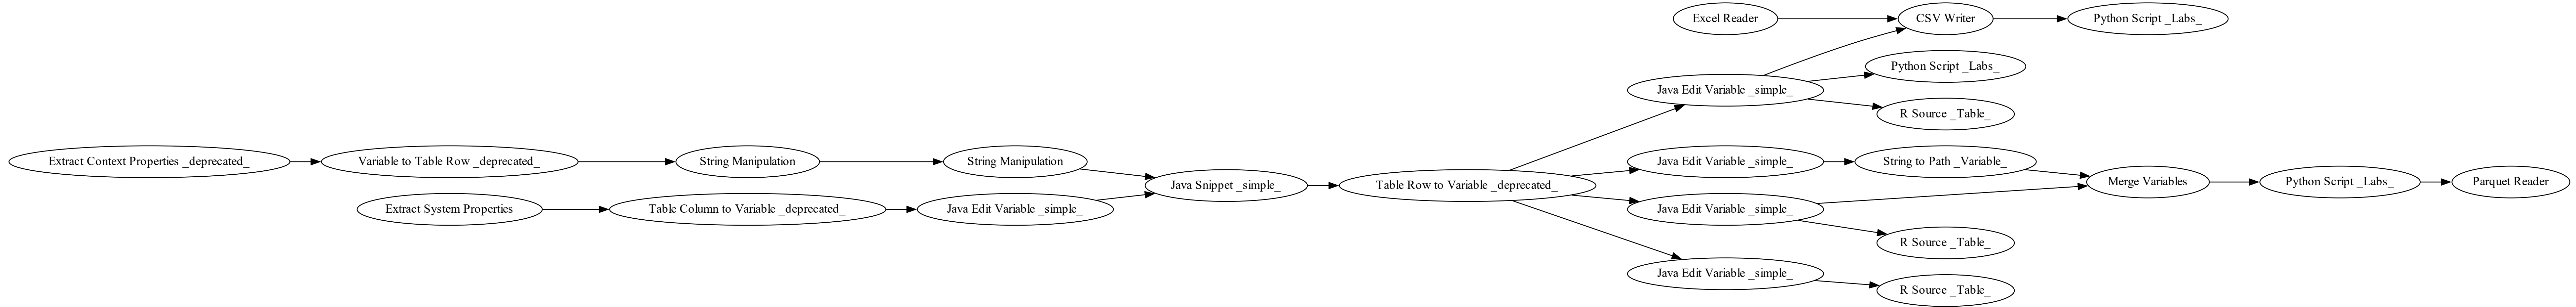 Excel Reader
CSV Writer
Python Script _Labs_
Python Script _Labs_
Java Edit Variable _simple_
R Source _Table_
Extract Context Properties _deprecated_
Variable to Table Row _deprecated_
String Manipulation
String Manipulation
Java Edit Variable _simple_
String to Path _Variable_
Java Snippet _simple_
Table Row to Variable _deprecated_
Merge Variables
Python Script _Labs_
Parquet Reader
Extract System Properties
Table Column to Variable _deprecated_
Java Edit Variable _simple_
Java Edit Variable _simple_
R Source _Table_
Java Edit Variable _simple_
R Source _Table_